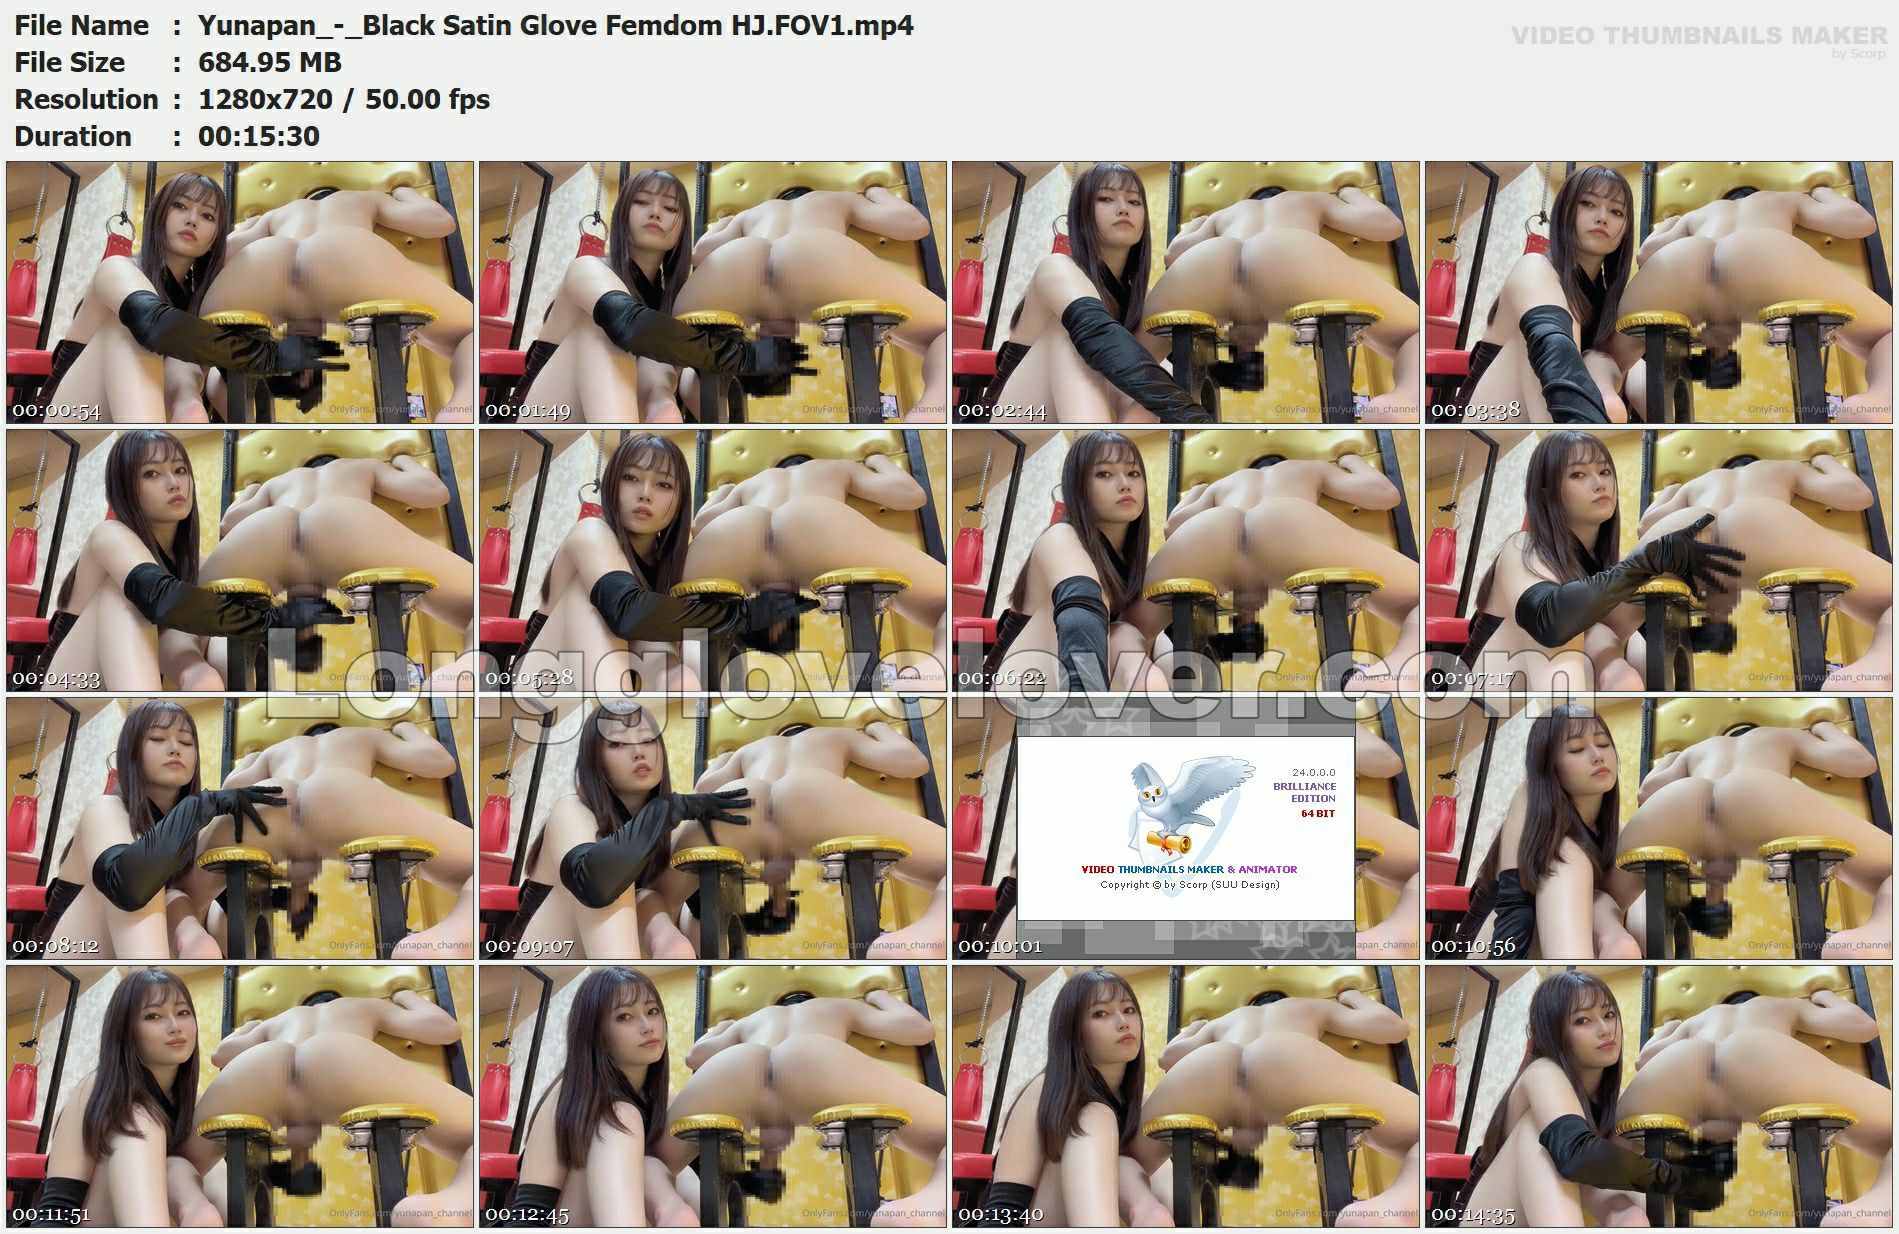 File Name : Yunapan_-_Black Satin Glove Femdom HJ.FOV1.mp4
VIDEO THUMBNAILS MAKER
by Scorp
File Size : 684.95 MB
Resolution : 1280x720 / 50.00 fps
Duration : 00:15:30
00:00:54
OnlyFans.com/yunapan_channel
00:01:49
OnlyFans.com/yunapan_channel
00:02:44
OnlyFans.com/yunapan_channel
00:03:38
OnlyFans.com/yunapan_channel
00:04:33
OnlyFans.com/yunapan_channel
00:05:28
OnlyFans.com/yunapan_channel
00:06:22
OnlyFans.com/yunapan_channel
00:07:17
OnlyFans.com/yunapan_channel
Longglovelover.com
00:08:12
OnlyFans.com/yunapan_channel
00:09:07
OnlyFans.com/yunapan_channel
24.0.0.0
BRILLIANCE
EDITION
64 BIT
VIDEO THUMBNAILS MAKER & ANIMATOR
Copyright © by Scorp (SUU Design)
00:10:01
apan_channel
00:10:56
OnlyFans.com/yunapan_channel
00:11:51
OnlyFans.com/yunapan_channel
00:12:45
OnlyFans.com/yunapan_channel
00:13:40
OnlyFans.com/yunapan_channel
00:14:35
OnlyFans.com/yunapan_channel